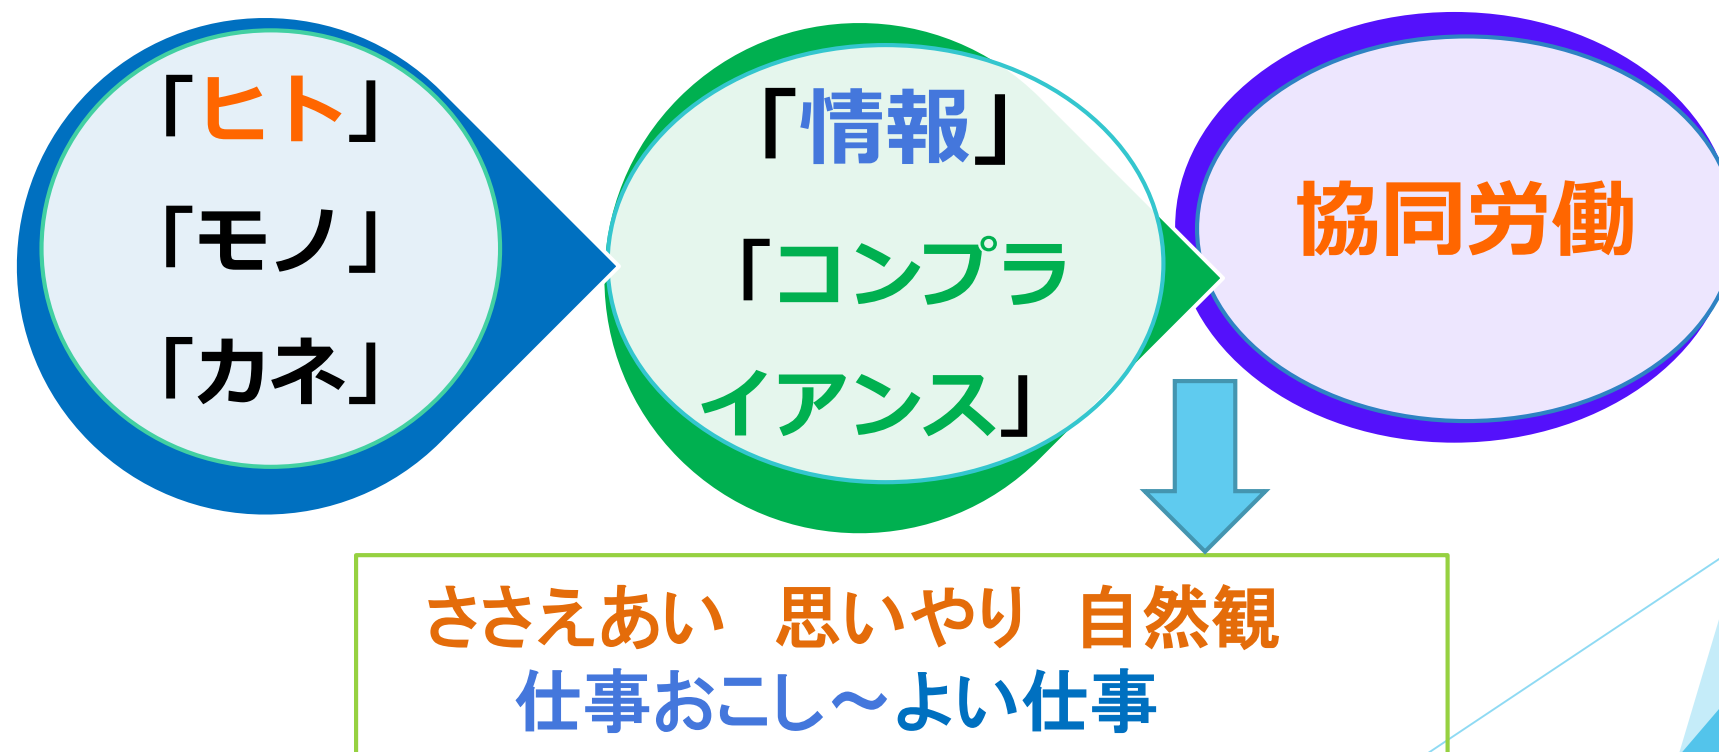 「ヒト」
「モノ」
「カネ」
「情報」
「コンプラ
イアンス」
協同労働
ささえあい　思いやり　自然観
仕事おこし～よい仕事